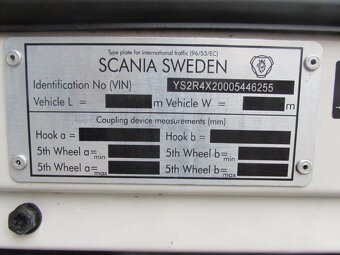 Type plate for international traffic (96/53/EC)
SCANIA SWEDEN
Identification No (VIN) YS2R4X20005446255
Vehicle L = m Vehicle W = m
Coupling device measurements (mm)
Hook a = Hook b =
5th Wheel a= min 5th Wheel b= min
5th Wheel a= max 5th Wheel b= max